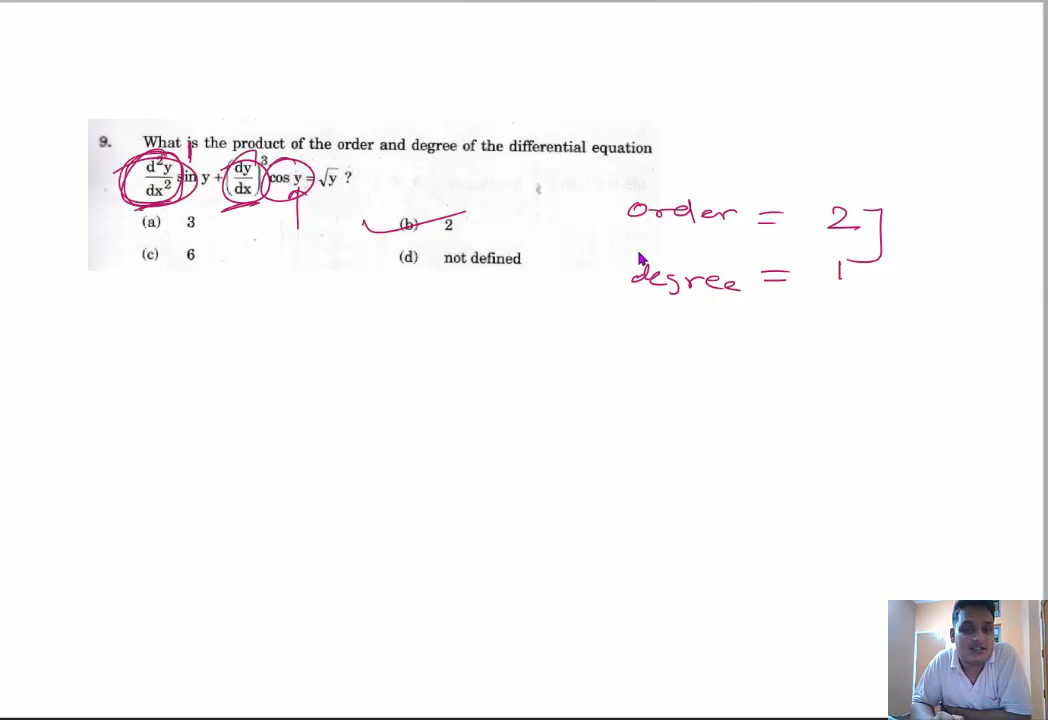 9. What is the product of the order and degree of the differential equation
d²y/dx² sin y + (dy/dx)³ cos y = √y ?
(a) 3 (b) 2
(c) 6 (d) not defined
order = 2
degree = 1